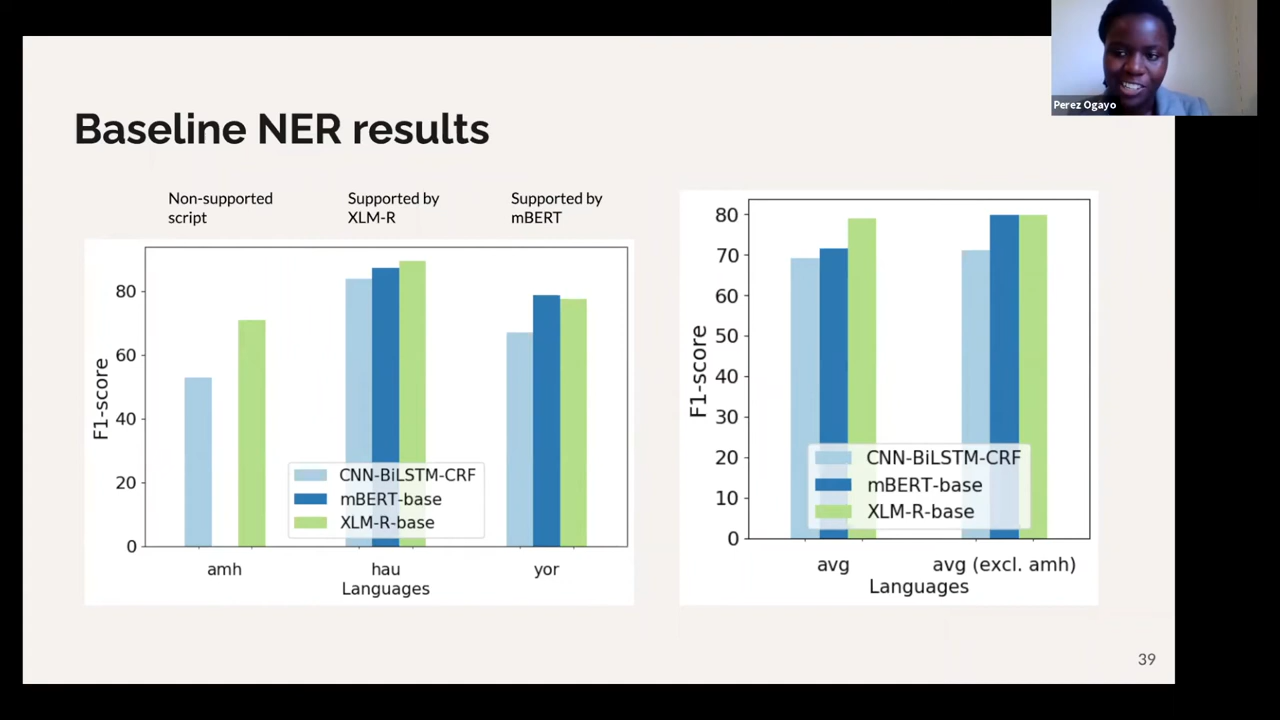 Perez Ogayo
Baseline NER results
Non-supported
script
Supported by
XLM-R
Supported by
mBERT
F1-score
80
60
40
20
0
CNN-BiLSTM-CRF
mBERT-base
XLM-R-base
amh
hau
yor
Languages
F1-score
80
70
60
50
40
30
20
10
0
CNN-BiLSTM-CRF
mBERT-base
XLM-R-base
avg
avg (excl. amh)
Languages
39